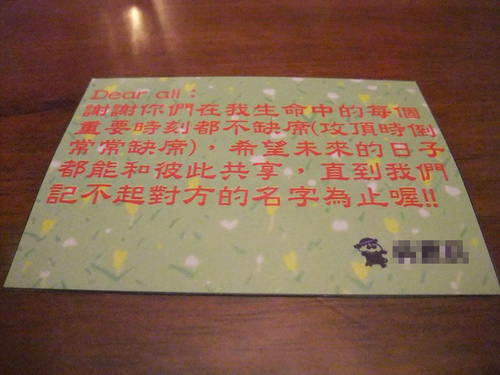 Dear all：
謝謝你們在我生命中的每個
重要時刻都不缺席(攻頂時倒
常常缺席)，希望未來的日子
都能和彼此共享，直到我們
記不起對方的名字為止喔!!